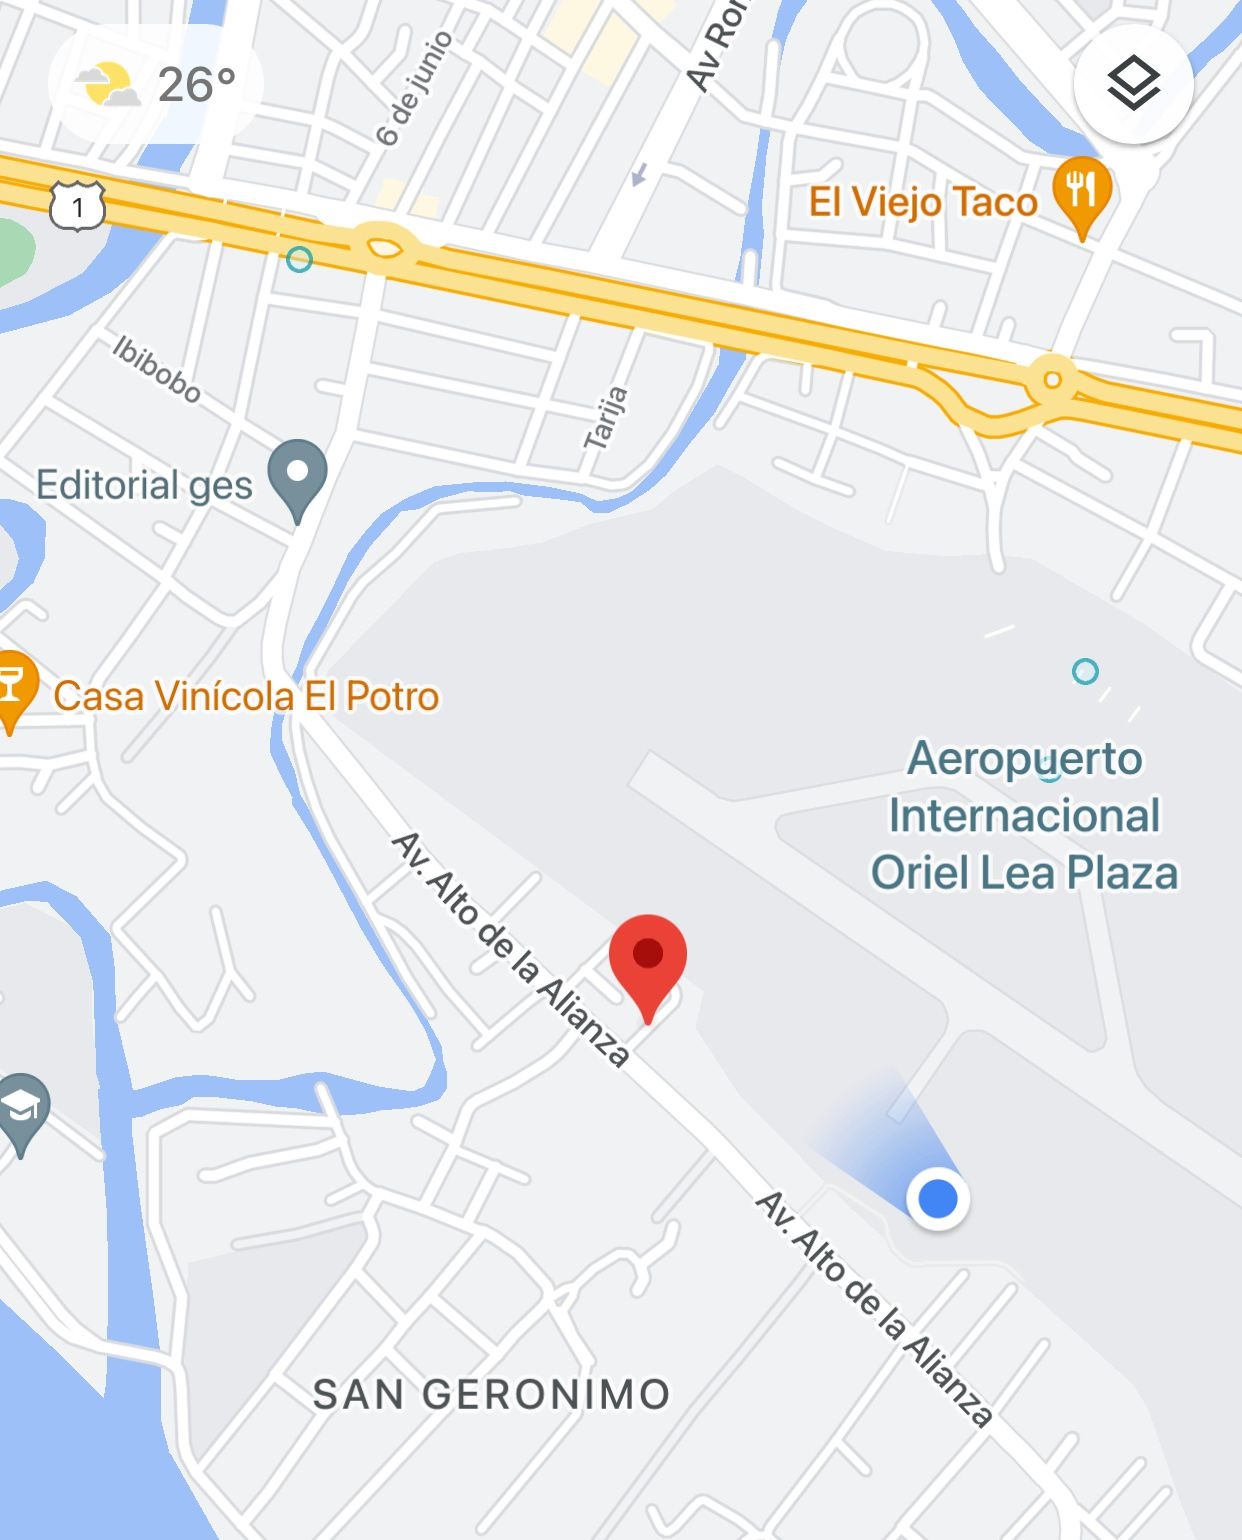 26°
6 de junio
Av Ror
1
El Viejo Taco
Ibibobo
Tarija
Editorial ges
Casa Vinícola El Potro
Aeropuerto
Internacional
Oriel Lea Plaza
Av. Alto de la Alianza
Av. Alto de la Alianza
SAN GERONIMO